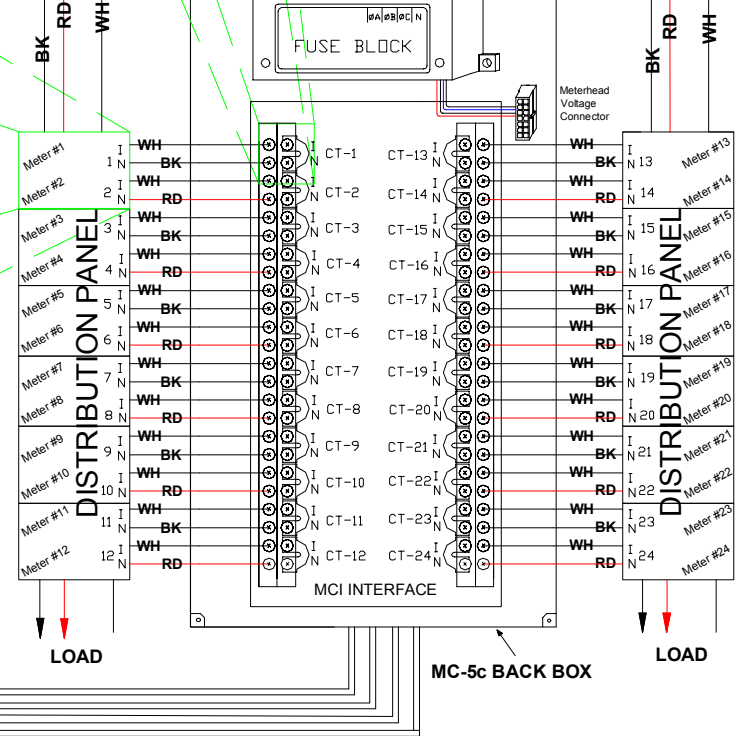 BK
RD
WH
ØA ØB ØC N
FUSE BLOCK
BK
RD
WH
Meterhead
Voltage
Connector
DISTRIBUTION PANEL
Meter #1
1 I N
WH
BK
Meter #2
2 I N
WH
RD
Meter #3
3 I N
WH
BK
Meter #4
4 I N
WH
RD
Meter #5
5 I N
WH
BK
Meter #6
6 I N
WH
RD
Meter #7
7 I N
WH
BK
Meter #8
8 I N
WH
RD
Meter #9
9 I N
WH
BK
Meter #10
10 I N
WH
RD
Meter #11
11 I N
WH
BK
Meter #12
12 I N
WH
RD
I N CT-1
I N CT-2
I N CT-3
I N CT-4
I N CT-5
I N CT-6
I N CT-7
I N CT-8
I N CT-9
I N CT-10
I N CT-11
I N CT-12
CT-13 I N
CT-14 I N
CT-15 I N
CT-16 I N
CT-17 I N
CT-18 I N
CT-19 I N
CT-20 I N
CT-21 I N
CT-22 I N
CT-23 I N
CT-24 I N
MCI INTERFACE
DISTRIBUTION PANEL
WH
BK
I N 13
Meter #13
WH
RD
I N 14
Meter #14
WH
BK
I N 15
Meter #15
WH
RD
I N 16
Meter #16
WH
BK
I N 17
Meter #17
WH
RD
I N 18
Meter #18
WH
BK
I N 19
Meter #19
WH
RD
I N 20
Meter #20
WH
BK
I N 21
Meter #21
WH
RD
I N 22
Meter #22
WH
BK
I N 23
Meter #23
WH
RD
I N 24
Meter #24
LOAD
MC-5c BACK BOX
LOAD